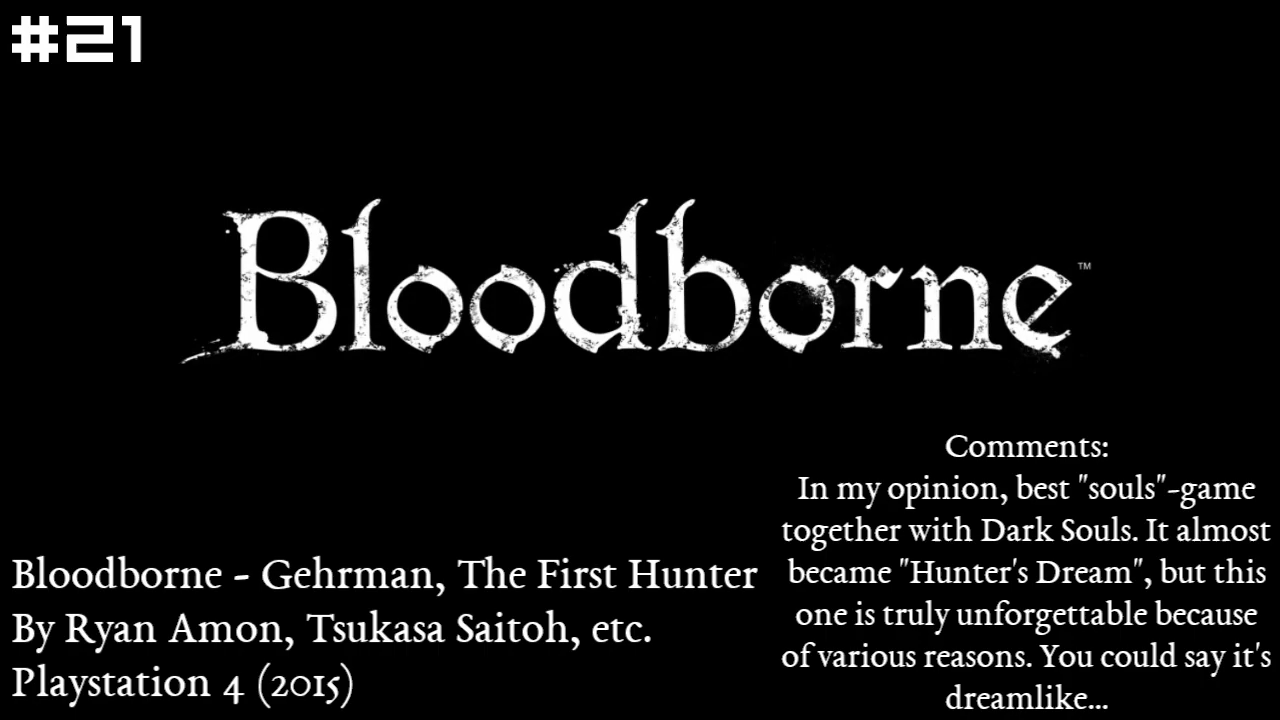 #21
Bloodborne™
Comments:
In my opinion, best "souls"-game
together with Dark Souls. It almost
became "Hunter's Dream", but this
one is truly unforgettable because
of various reasons. You could say it's
dreamlike...
Bloodborne - Gehrman, The First Hunter
By Ryan Amon, Tsukasa Saitoh, etc.
Playstation 4 (2015)